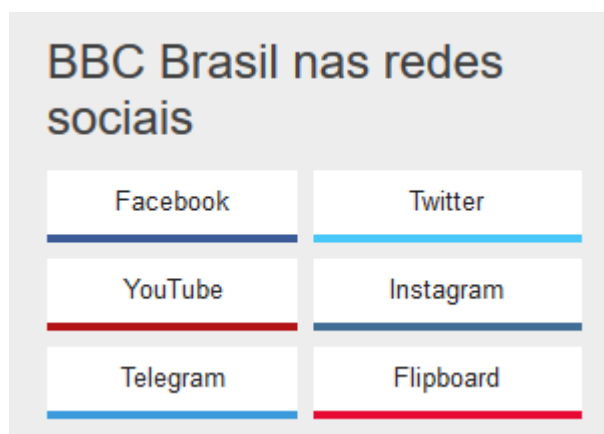 BBC Brasil nas redes
sociais
Facebook
Twitter
YouTube
Instagram
Telegram
Flipboard